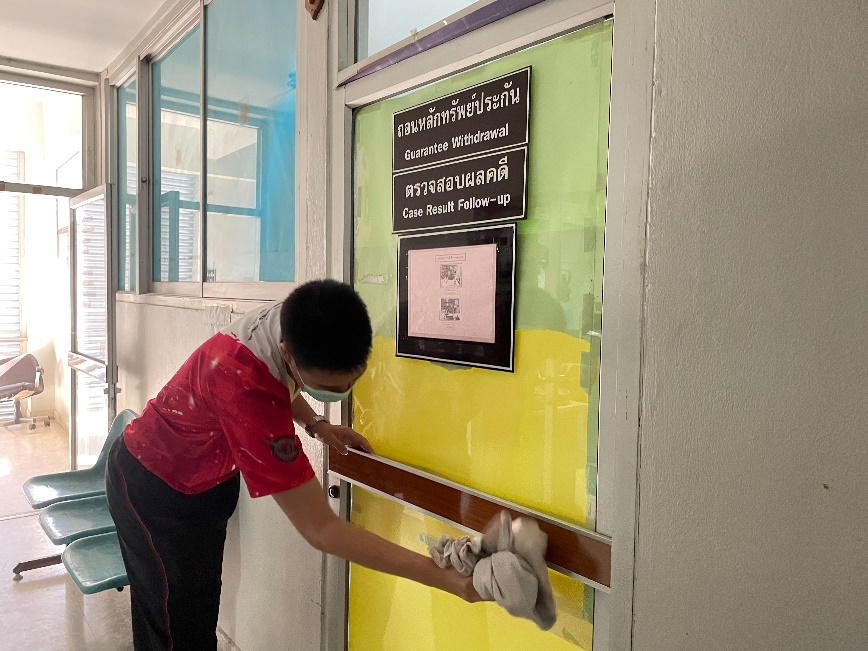 ถอนหลักทรัพย์ประกัน
Guarantee Withdrawal
ตรวจสอบผลคดี
Case Result Follow-up